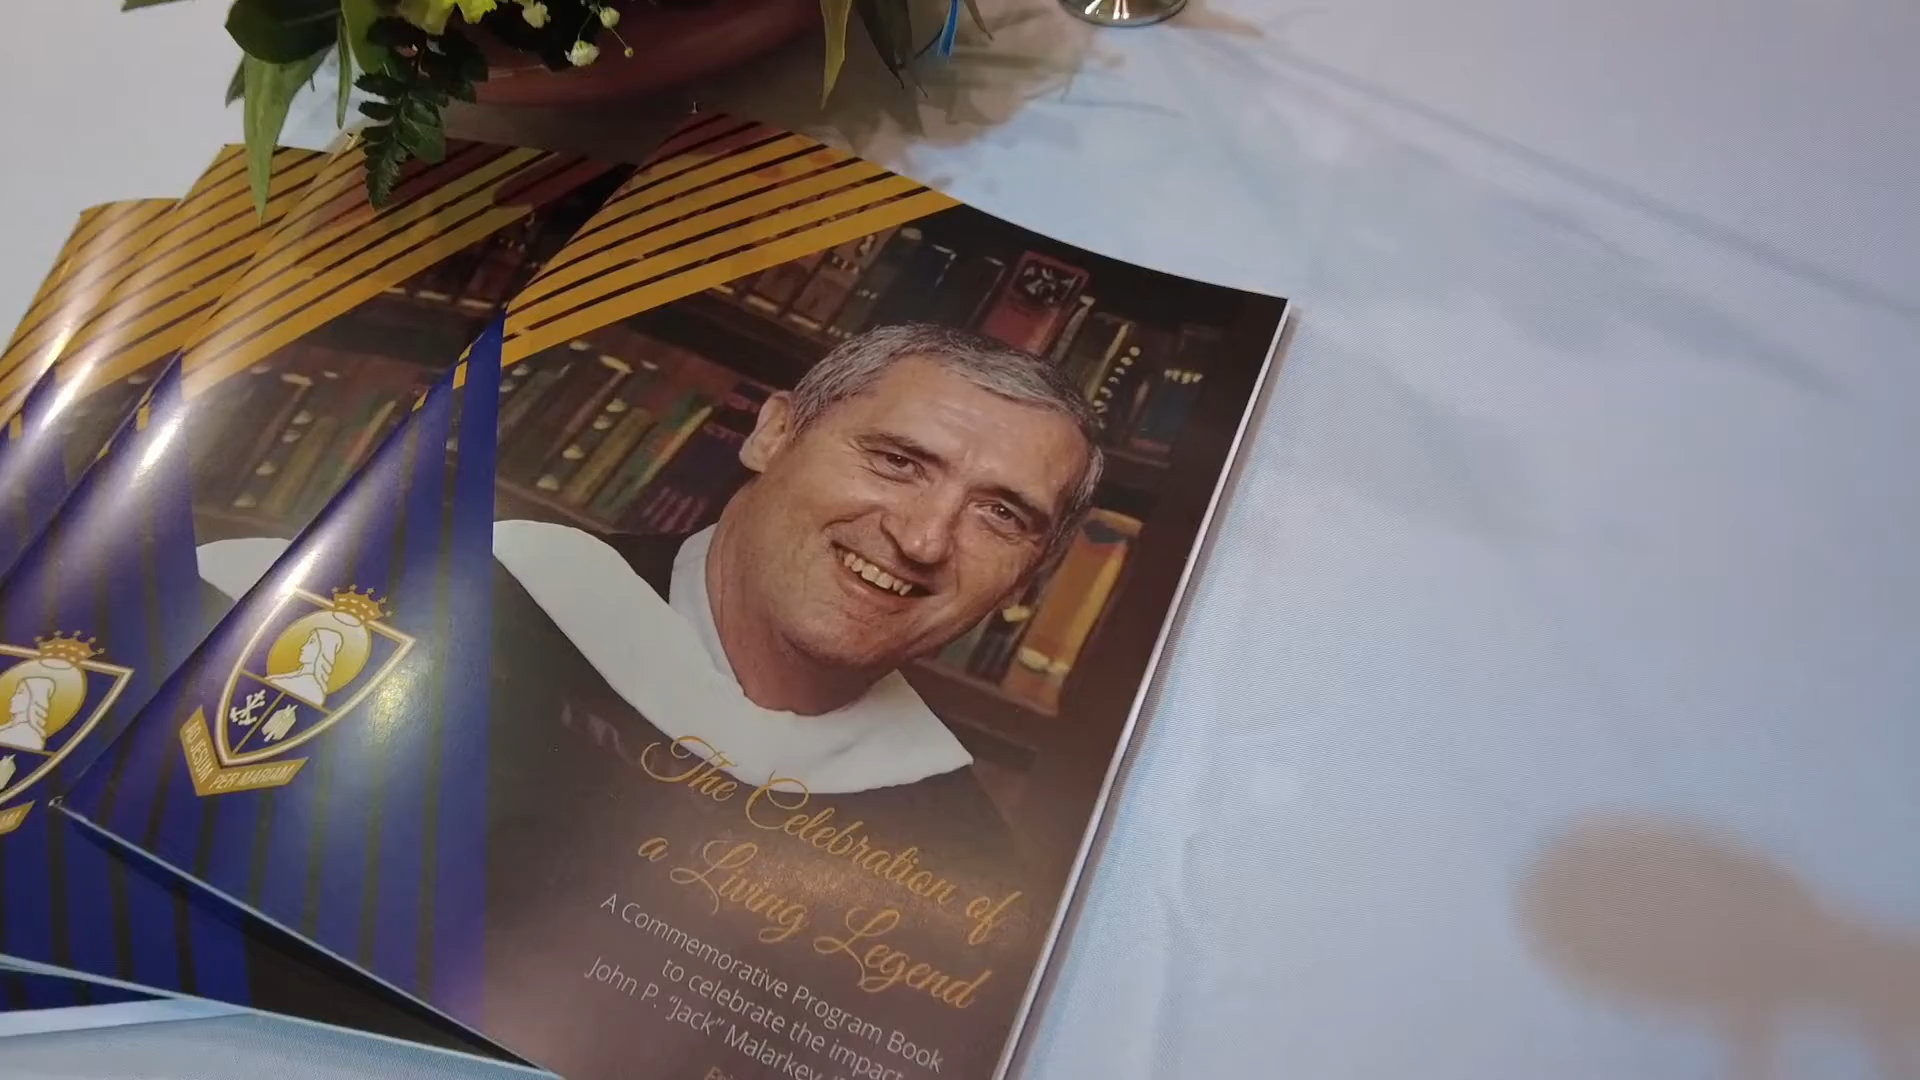 AD JESUM
PER MARIAM
The Celebration of
a Living Legend
A Commemorative Program Book
to celebrate the impact
John P. "Jack" Malarkey